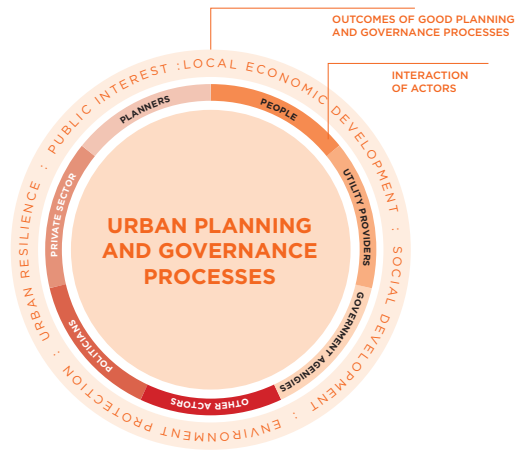 OUTCOMES OF GOOD PLANNING
AND GOVERNANCE PROCESSES
INTERACTION
OF ACTORS
PUBLIC INTEREST : LOCAL ECONOMIC DEVELOPMENT : SOCIAL DEVELOPMENT : ENVIRONMENT PROTECTION : URBAN RESILIENCE :
PLANNERS
PEOPLE
UTILITY PROVIDERS
GOVERNMENT AGENIGIES
OTHER ACTORS
POLITICIANS
PRIVATE SECTOR
URBAN PLANNING
AND GOVERNANCE
PROCESSES